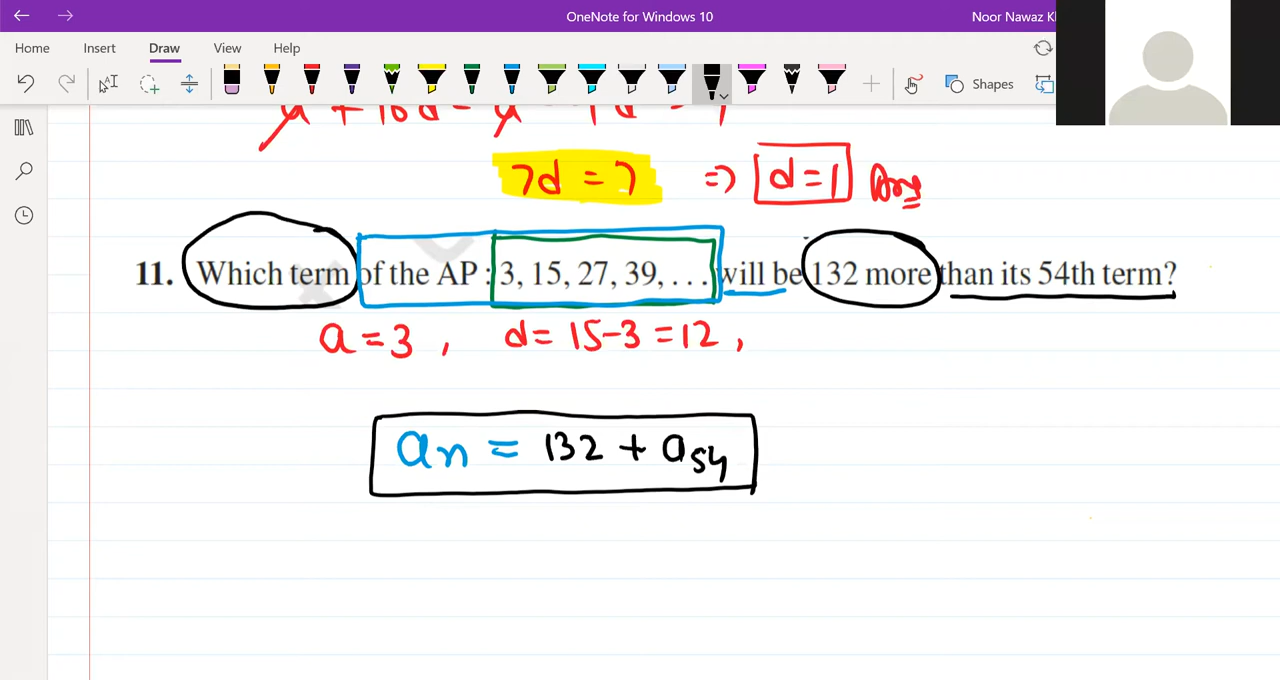 OneNote for Windows 10
Noor Nawaz Kh
Home Insert Draw View Help
Shapes
7d = 7 => d=1 Ans
11. Which term of the AP : 3, 15, 27, 39, . . . will be 132 more than its 54th term?
a = 3 , d = 15-3 = 12 ,
an = 132 + a54